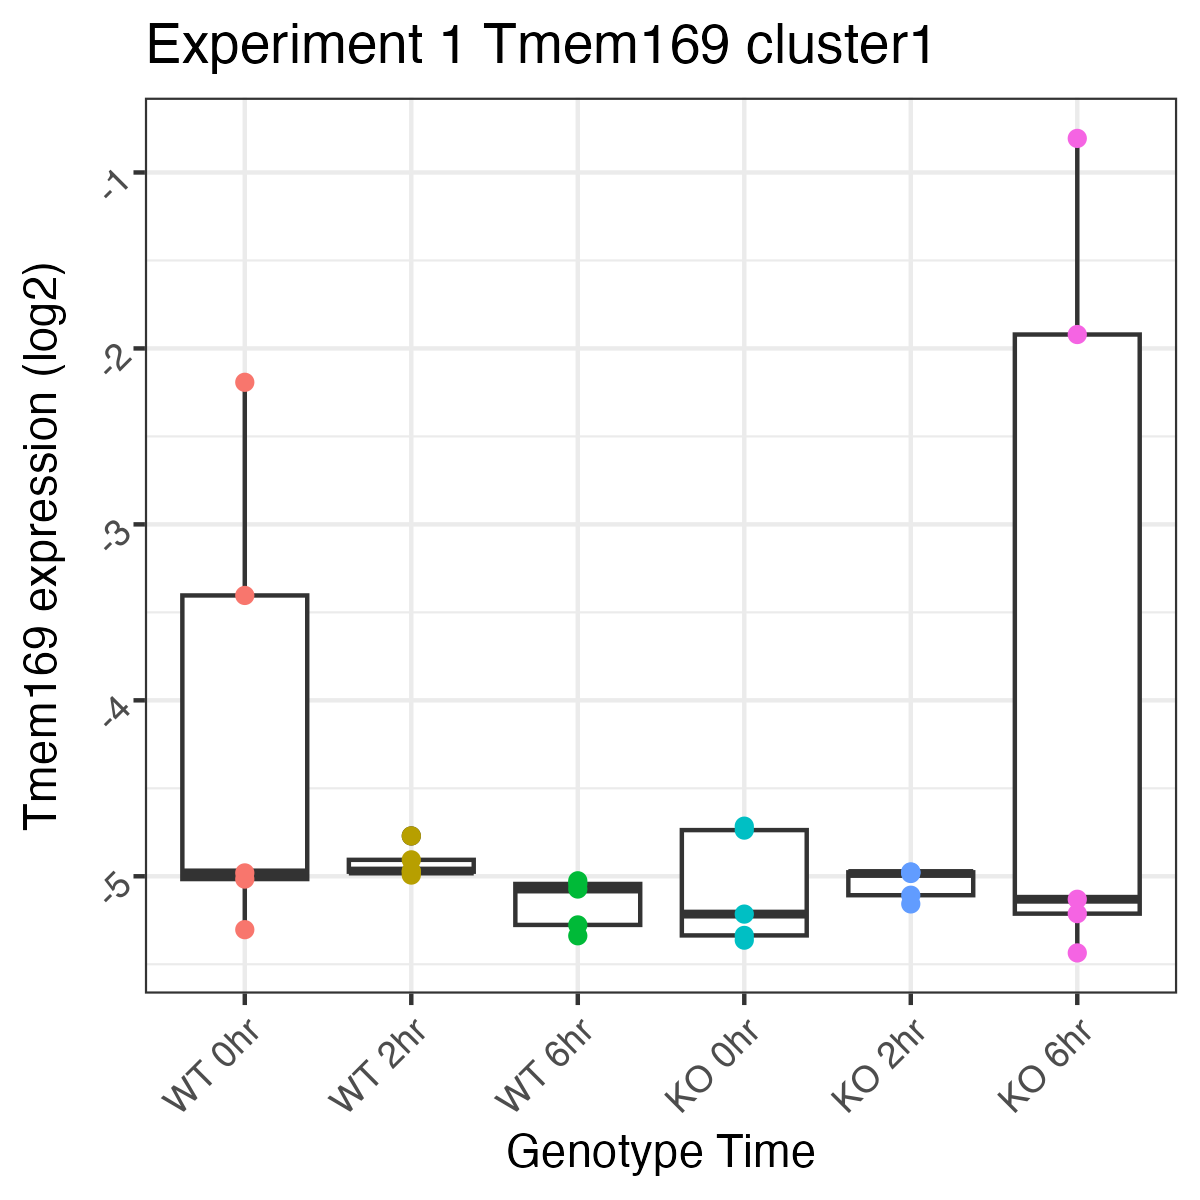 Experiment 1 Tmem169 cluster1
Tmem169 expression (log2)
-1
-2
-3
-4
-5
WT 0hr
WT 2hr
WT 6hr
KO 0hr
KO 2hr
KO 6hr
Genotype Time